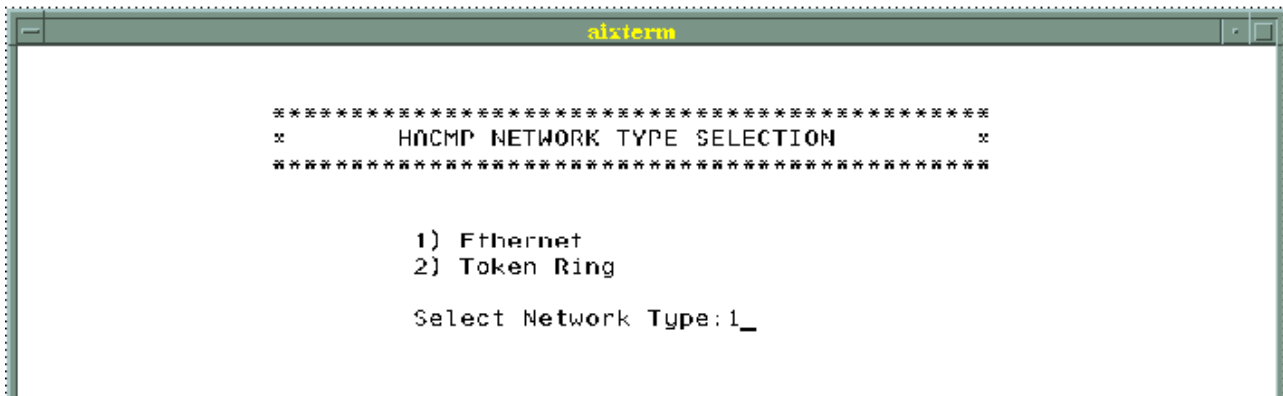 aixterm
**********************************************
* HACMP NETWORK TYPE SELECTION *
**********************************************
1) Ethernet
2) Token Ring
Select Network Type:1_